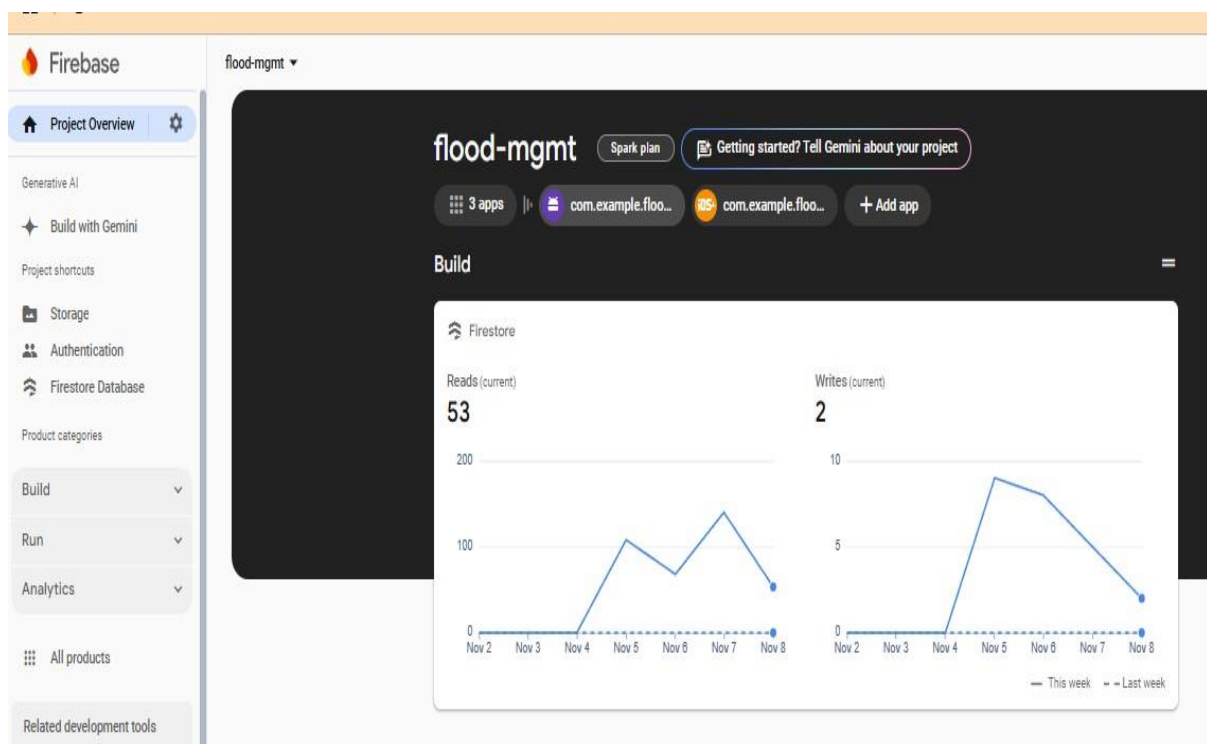 Firebase
flood-mgmt
Project Overview
Generative AI
Build with Gemini
Project shortcuts
Storage
Authentication
Firestore Database
Product categories
Build
Run
Analytics
All products
Related development tools
flood-mgmt Spark plan Getting started? Tell Gemini about your project
3 apps com.example.floo... iOS+ com.example.floo... + Add app
Build
Firestore
Reads (current)
53
200
100
0
Nov 2 Nov 3 Nov 4 Nov 5 Nov 6 Nov 7 Nov 8
Writes (current)
2
10
5
0
Nov 2 Nov 3 Nov 4 Nov 5 Nov 6 Nov 7 Nov 8
This week Last week